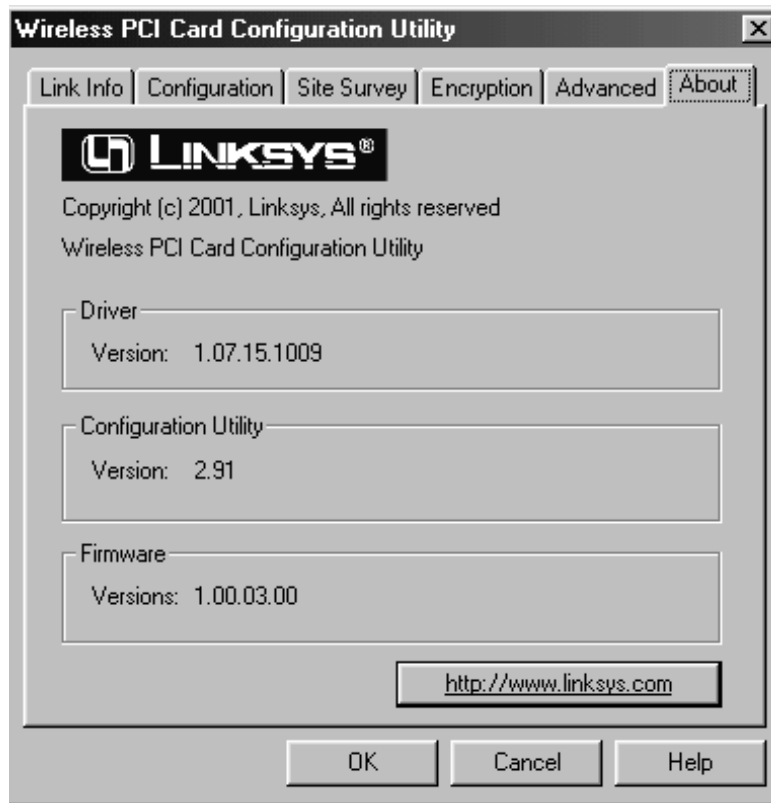 Wireless PCI Card Configuration Utility
Link Info Configuration Site Survey Encryption Advanced About
LINKSYS®
Copyright (c) 2001, Linksys, All rights reserved
Wireless PCI Card Configuration Utility
Driver
Version: 1.07.15.1009
Configuration Utility
Version: 2.91
Firmware
Versions: 1.00.03.00
http://www.linksys.com
OK Cancel Help